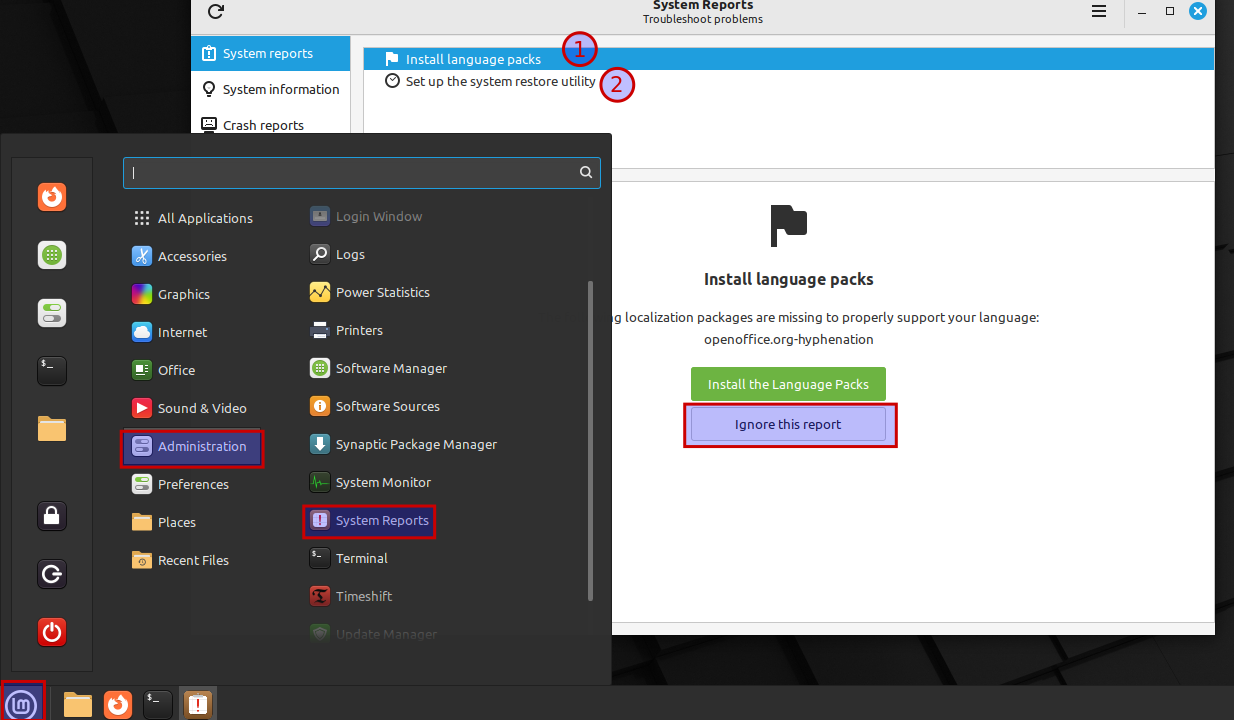 System Reports
Troubleshoot problems
System reports
System information
Crash reports
Install language packs
1
Set up the system restore utility
2
Install language packs
localization packages are missing to properly support your language:
openoffice.org-hyphenation
Install the Language Packs
Ignore this report
All Applications
Accessories
Graphics
Internet
Office
Sound & Video
Administration
Preferences
Places
Recent Files
Login Window
Logs
Power Statistics
Printers
Software Manager
Software Sources
Synaptic Package Manager
System Monitor
System Reports
Terminal
Timeshift
Update Manager